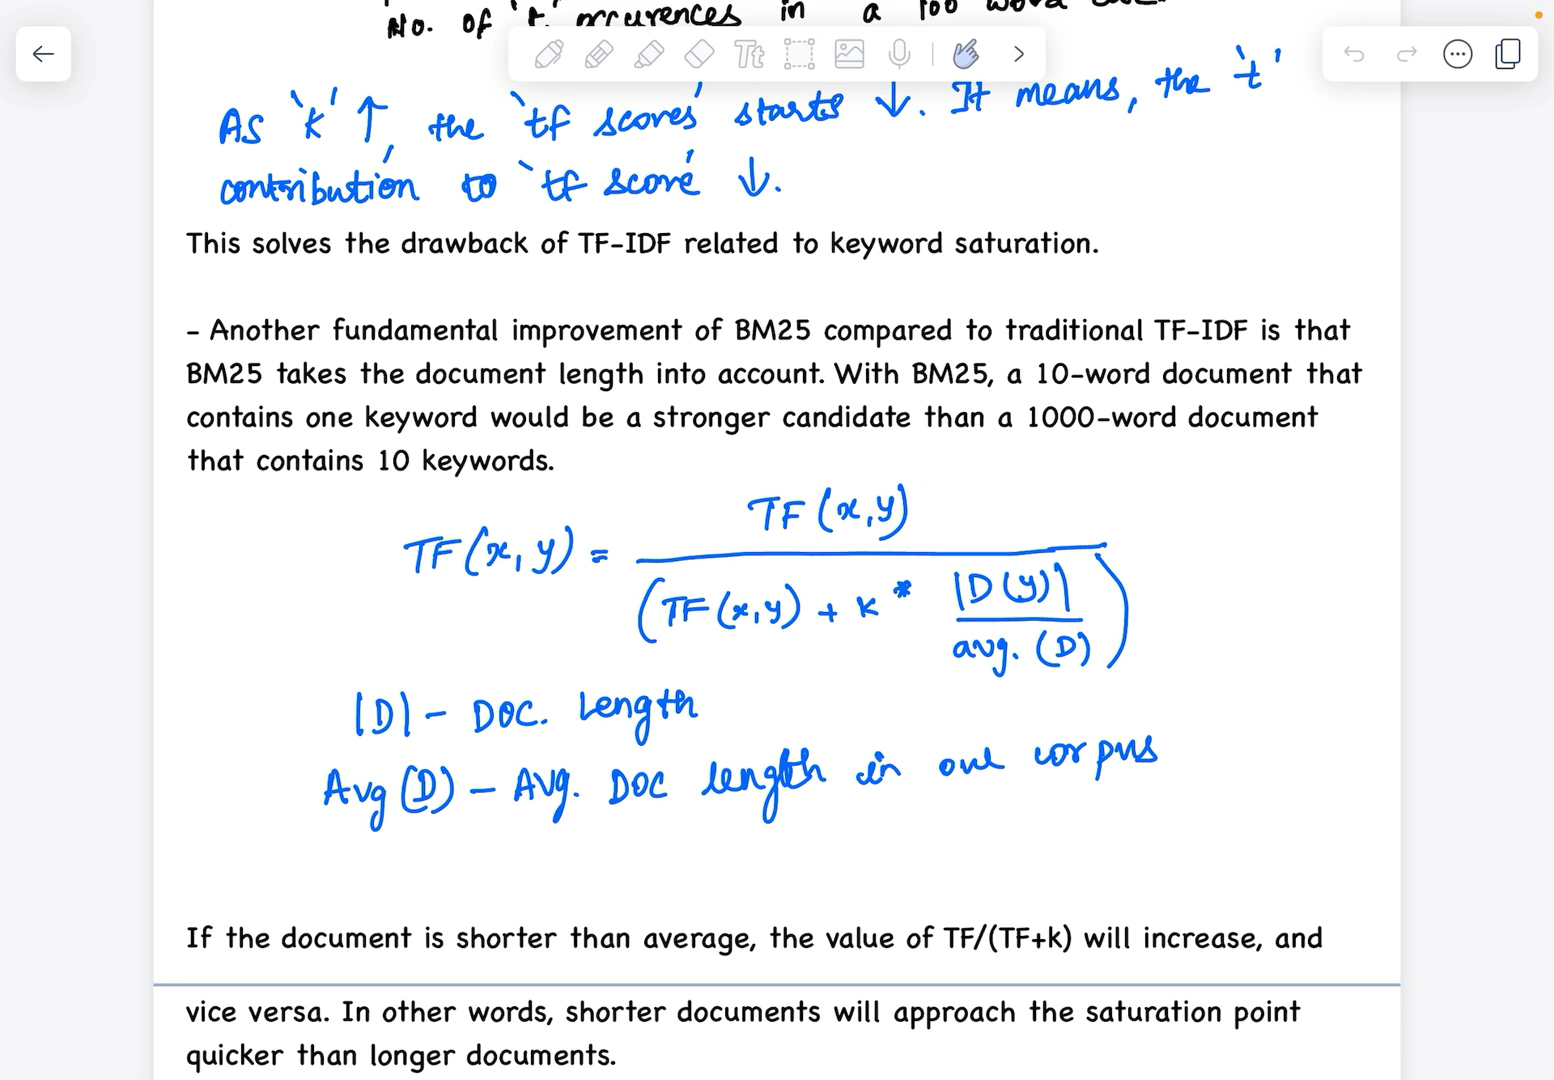 No. of 't' occurences in a 100 word
Tt
As 'k' ↑, the 'tf scores' starts ↓. It means, the 't'
contribution to 'tf score' ↓.
This solves the drawback of TF-IDF related to keyword saturation.
- Another fundamental improvement of BM25 compared to traditional TF-IDF is that
BM25 takes the document length into account. With BM25, a 10-word document that
contains one keyword would be a stronger candidate than a 1000-word document
that contains 10 keywords.
TF(x,y)
TF(x,y) =
(TF(x,y) + k * |D(y)|
avg. (D))
|D| - Doc. Length
Avg(D) - Avg. Doc length in our corpus
If the document is shorter than average, the value of TF/(TF+k) will increase, and
vice versa. In other words, shorter documents will approach the saturation point
quicker than longer documents.